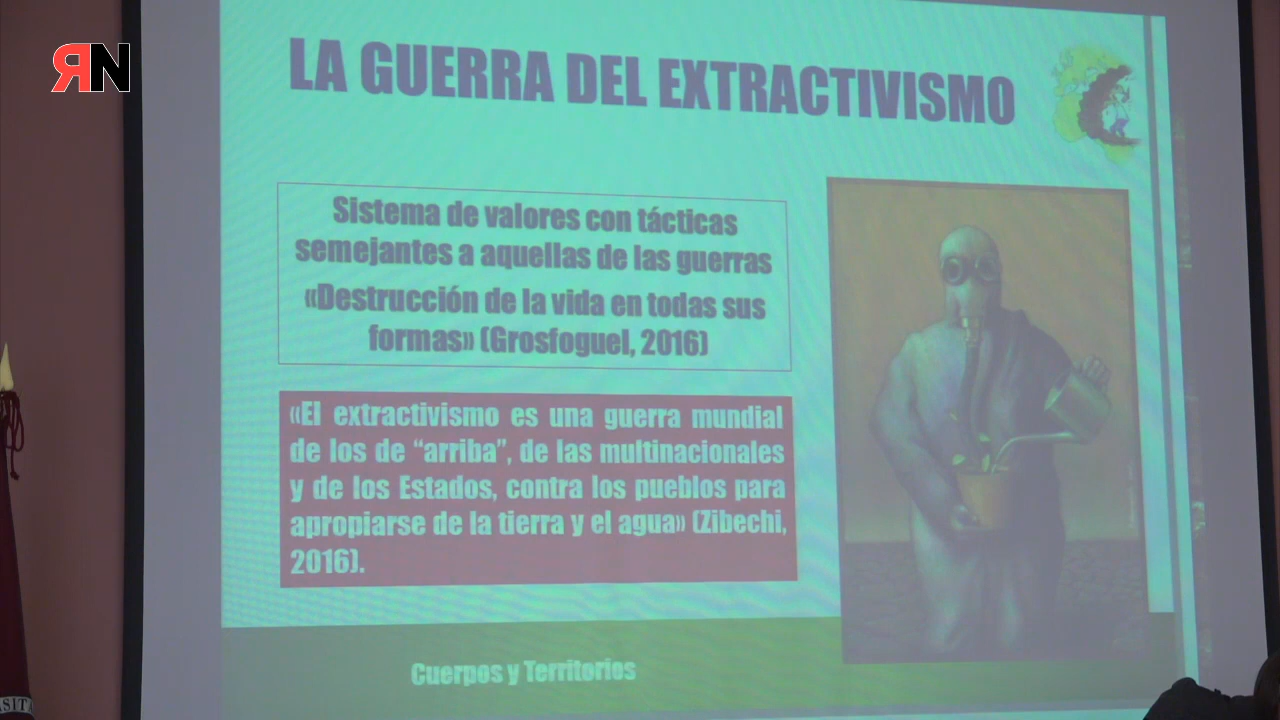 RN
LA GUERRA DEL EXTRACTIVISMO
Sistema de valores con tácticas
semejantes a aquellas de las guerras
«Destrucción de la vida en todas sus
formas» (Grosfoguel, 2016)
«El extractivismo es una guerra mundial
de los de “arriba”, de las multinacionales
y de los Estados, contra los pueblos para
apropiarse de la tierra y el agua» (Zibechi,
2016).
Cuerpos y Territorios